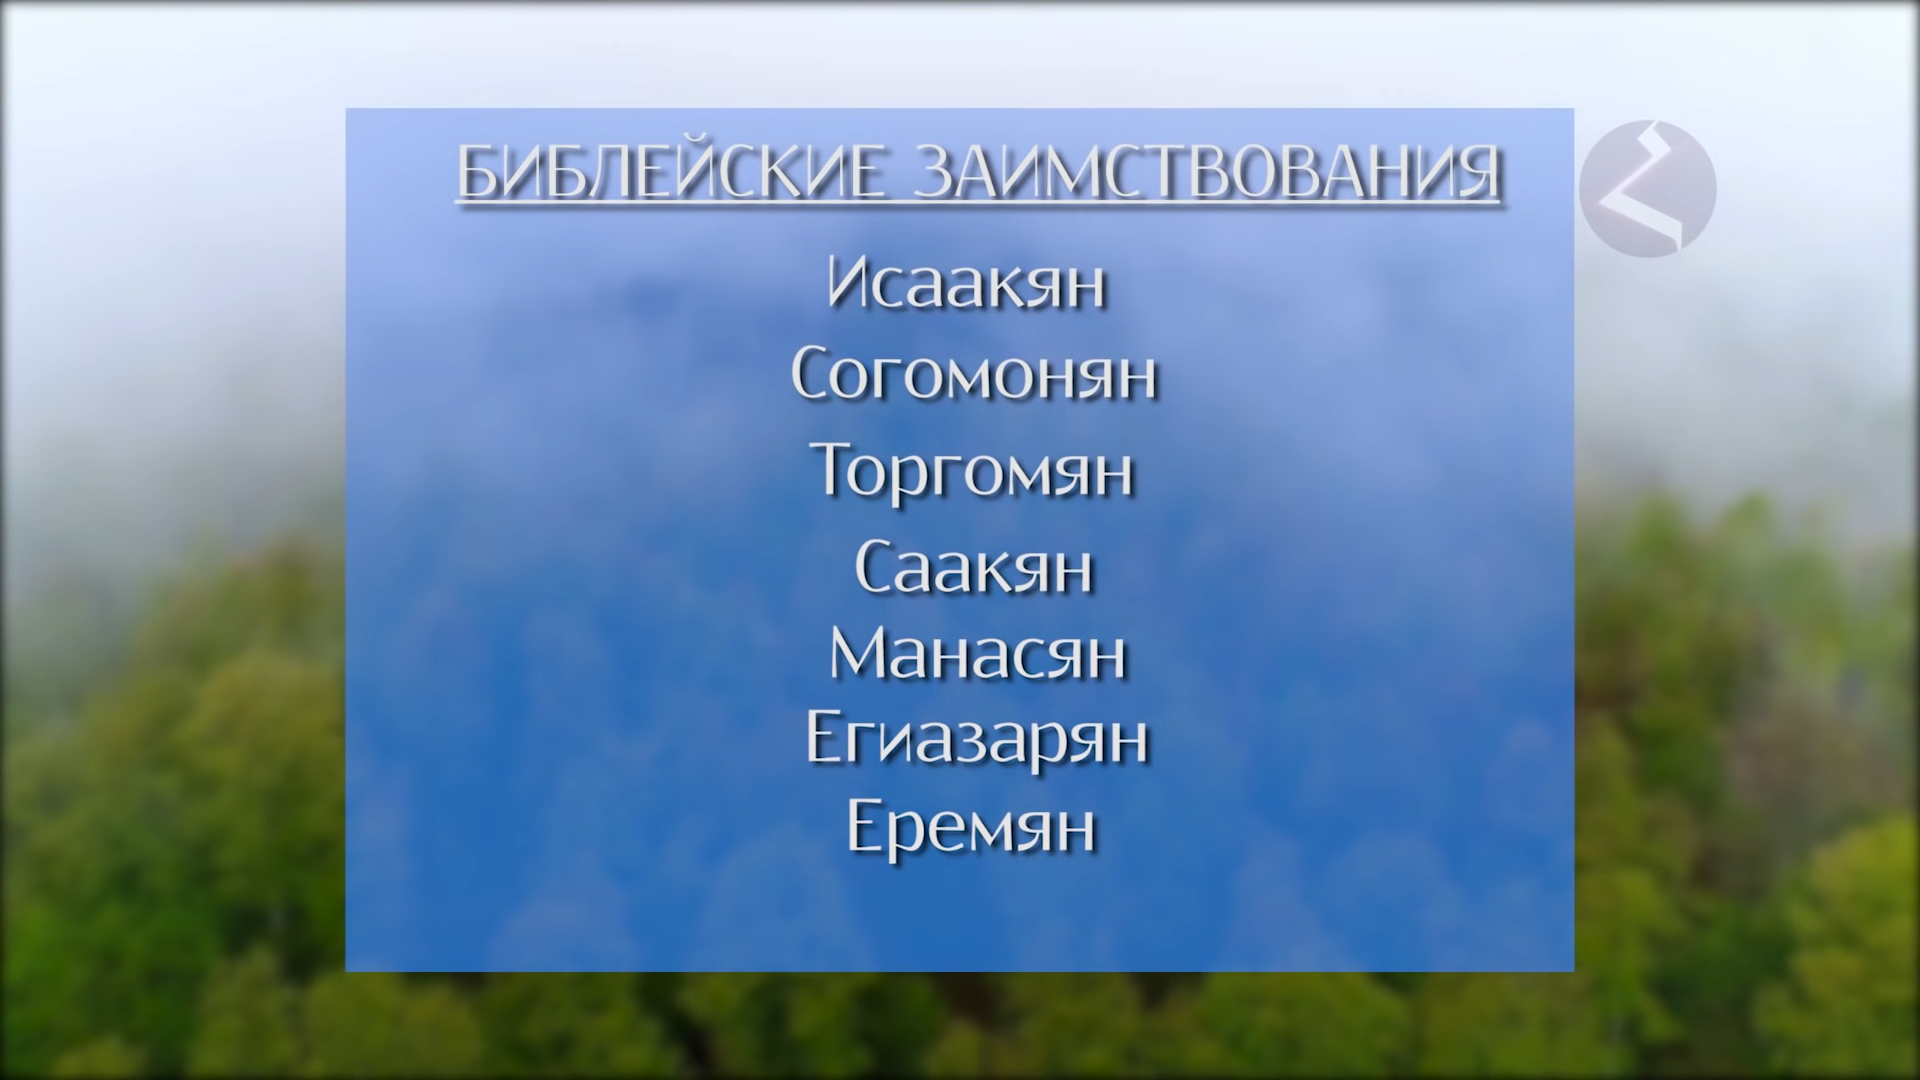 БИБЛЕЙСКИЕ ЗАИМСТВОВАНИЯ
Исаакян
Согомонян
Торгомян
Саакян
Манасян
Егиазарян
Еремян